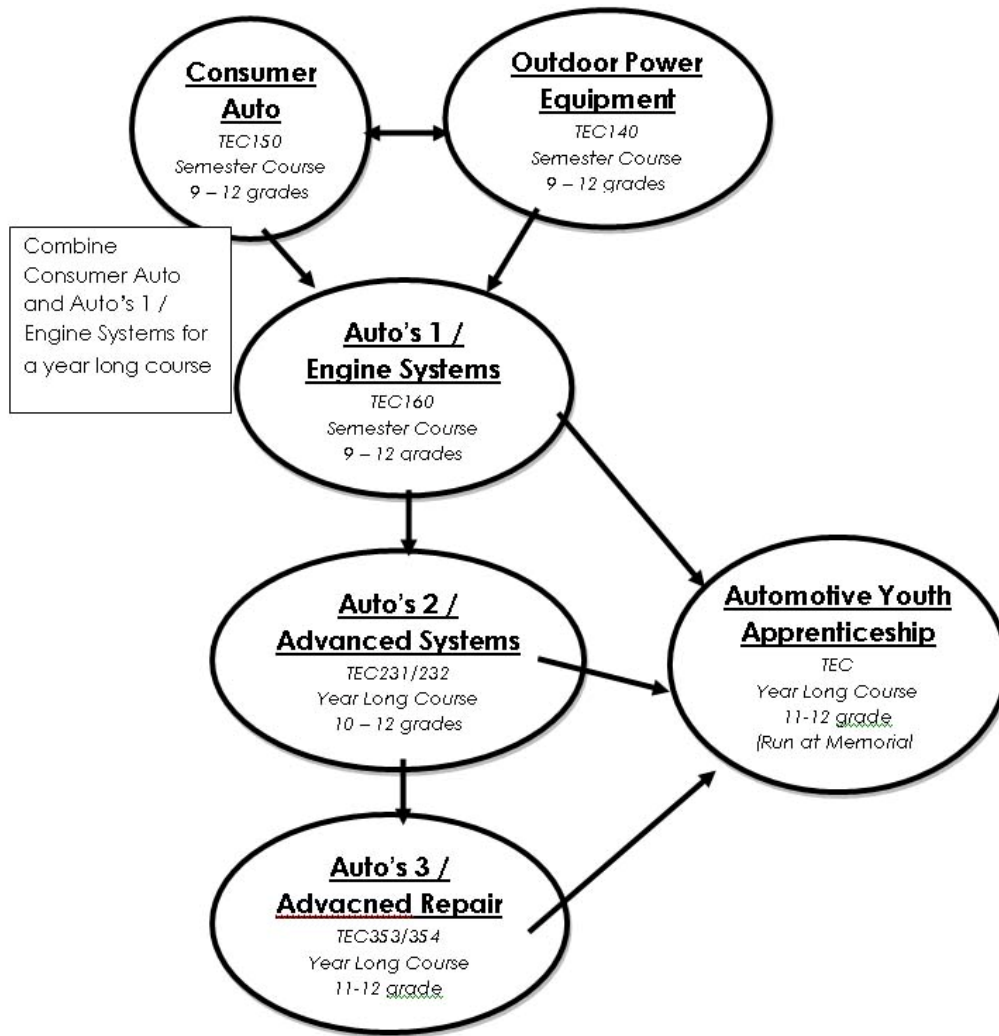 Consumer
Auto
TEC150
Semester Course
9 – 12 grades
Outdoor Power
Equipment
TEC140
Semester Course
9 – 12 grades
Combine
Consumer Auto
and Auto's 1 /
Engine Systems for
a year long course
Auto's 1 /
Engine Systems
TEC160
Semester Course
9 – 12 grades
Auto's 2 /
Advanced Systems
TEC231/232
Year Long Course
10 – 12 grades
Automotive Youth
Apprenticeship
TEC
Year Long Course
11-12 grade
(Run at Memorial
Auto's 3 /
Advacned Repair
TEC353/354
Year Long Course
11-12 grade